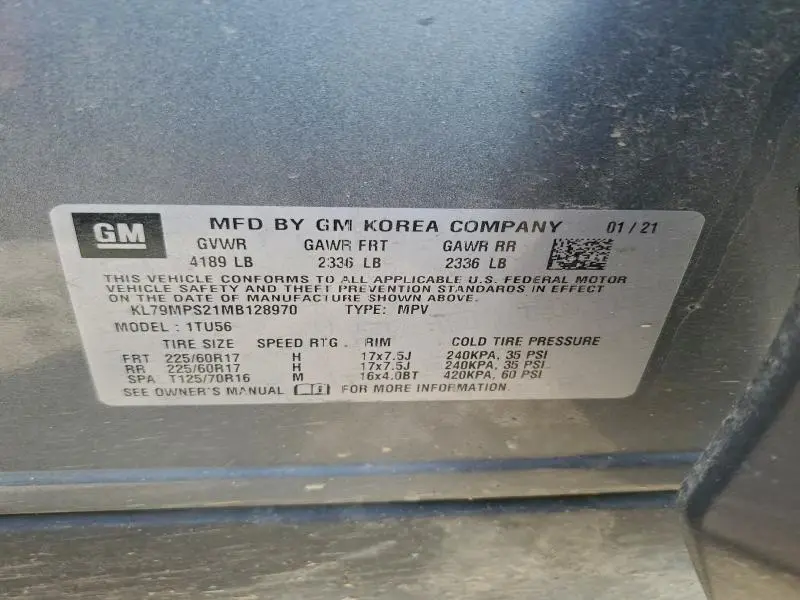 GM MFD BY GM KOREA COMPANY 01/21
GVWR GAWR FRT GAWR RR
4189 LB 2336 LB 2336 LB
THIS VEHICLE CONFORMS TO ALL APPLICABLE U.S. FEDERAL MOTOR
VEHICLE SAFETY AND THEFT PREVENTION STANDARDS IN EFFECT
ON THE DATE OF MANUFACTURE SHOWN ABOVE.
KL79MPS21MB128970 TYPE: MPV
MODEL : 1TU56
TIRE SIZE SPEED RTG. RIM COLD TIRE PRESSURE
FRT 225/60R17 H 17x7.5J 240KPA, 35 PSI
RR 225/60R17 H 17x7.5J 240KPA, 35 PSI
SPA T125/70R16 M 16x4.0BT 420KPA, 60 PSI
SEE OWNER'S MANUAL FOR MORE INFORMATION.